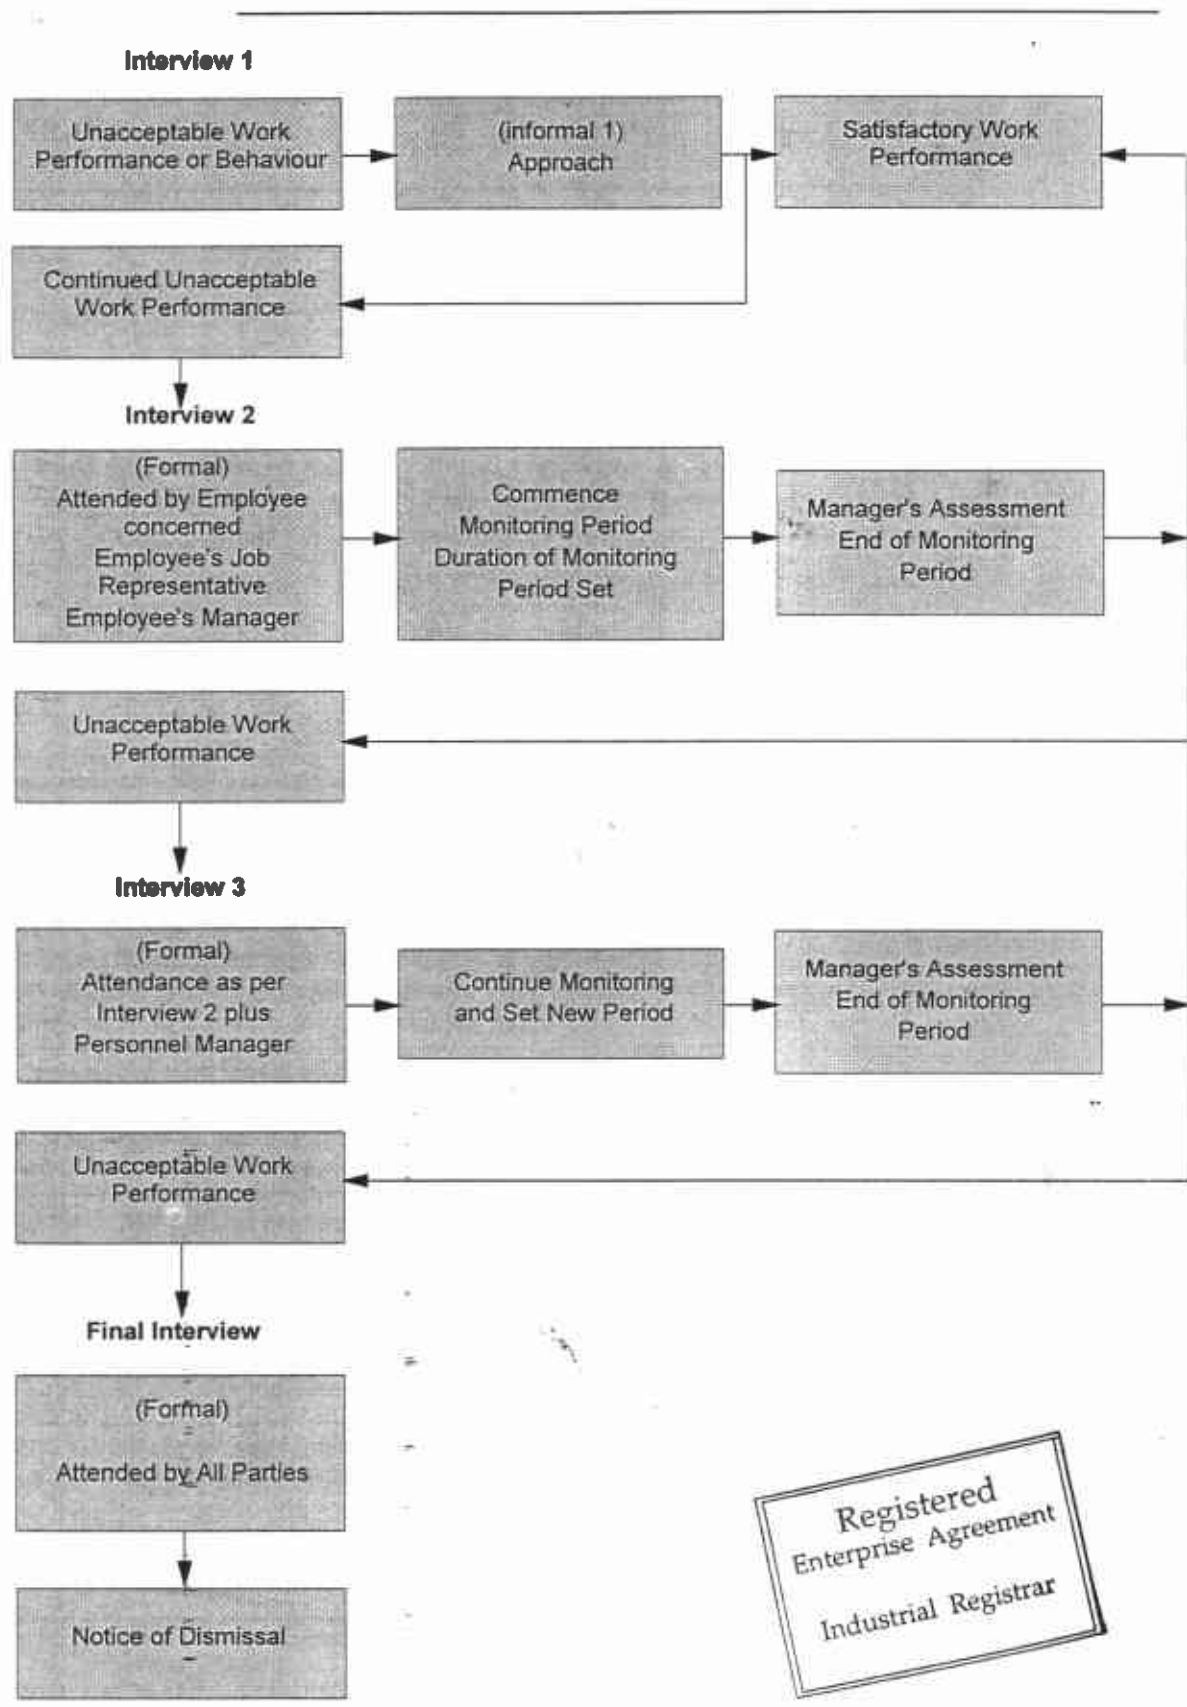 Interview 1
Unacceptable Work
Performance or Behaviour
(informal 1)
Approach
Satisfactory Work
Performance
Continued Unacceptable
Work Performance
Interview 2
(Formal)
Attended by Employee
concerned
Employee's Job
Representative
Employee's Manager
Commence
Monitoring Period
Duration of Monitoring
Period Set
Manager's Assessment
End of Monitoring
Period
Unacceptable Work
Performance
Interview 3
(Formal)
Attendance as per
Interview 2 plus
Personnel Manager
Continue Monitoring
and Set New Period
Manager's Assessment
End of Monitoring
Period
Unacceptable Work
Performance
Final Interview
(Formal)
Attended by All Parties
Notice of Dismissal
Registered
Enterprise Agreement
Industrial Registrar